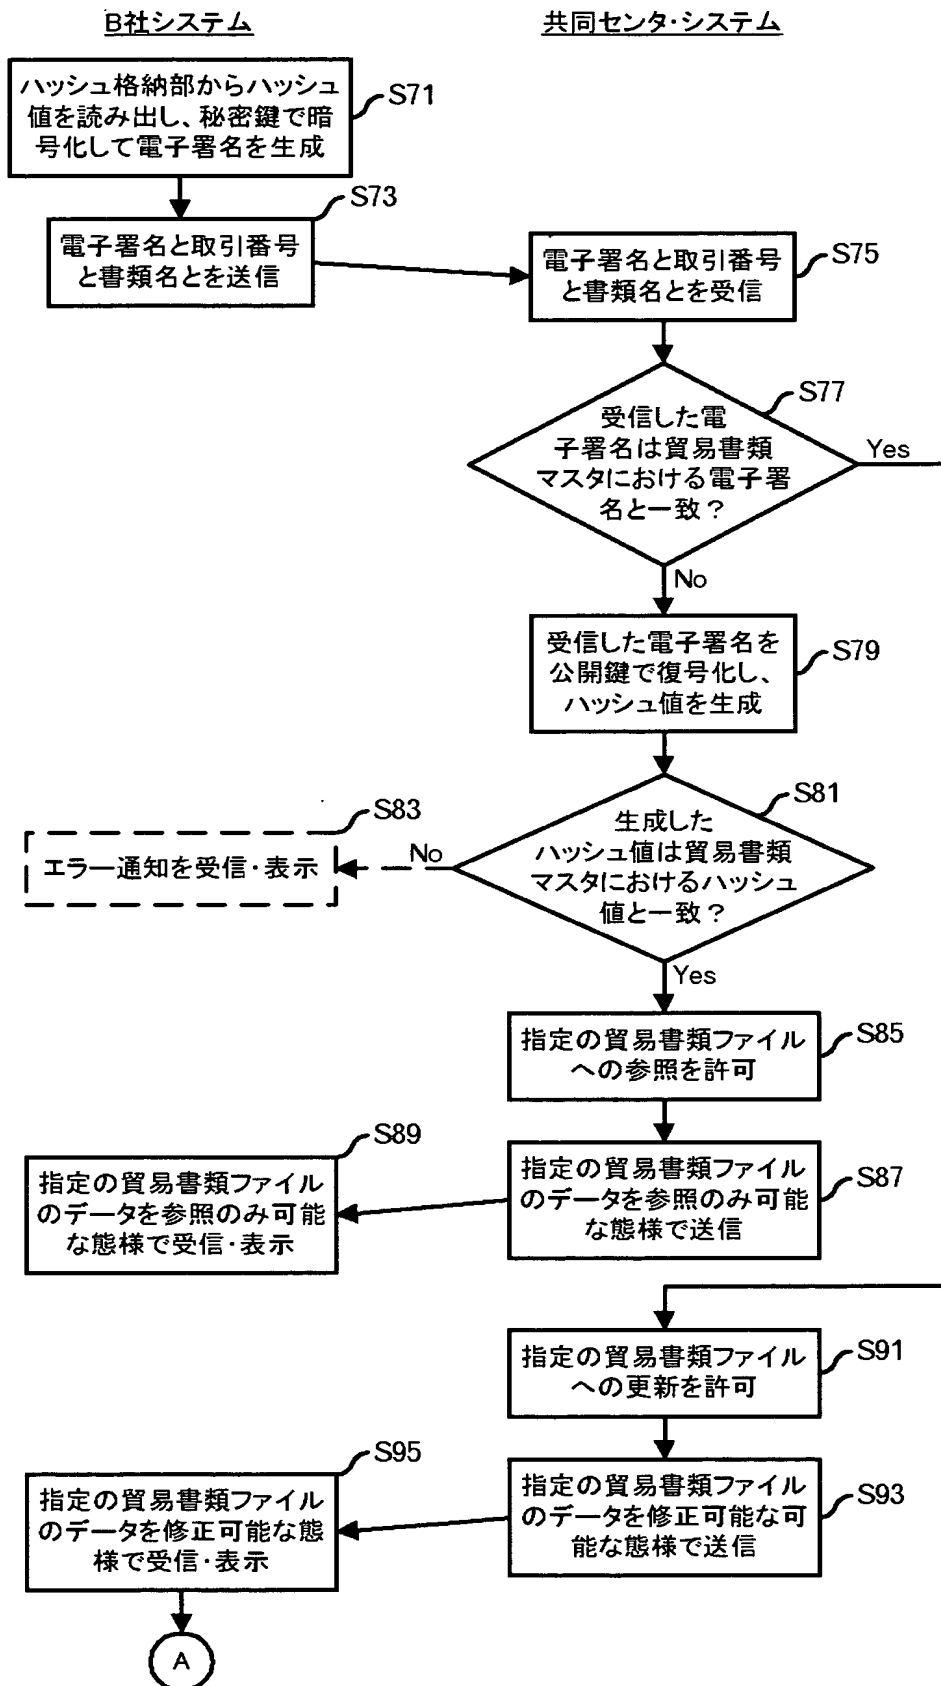 B社システム
共同センタ・システム
ハッシュ格納部からハッシュ
値を読み出し、秘密鍵で暗
号化して電子署名を生成
S71
電子署名と取引番号
と書類名とを送信
S73
電子署名と取引番号
と書類名とを受信
S75
受信した電
子署名は貿易書類
マスタにおける電子署
名と一致?
S77
Yes
No
受信した電子署名を
公開鍵で復号化し、
ハッシュ値を生成
S79
生成した
ハッシュ値は貿易書類
マスタにおけるハッシュ
値と一致?
S81
No
エラー通知を受信・表示
S83
Yes
指定の貿易書類ファイル
への参照を許可
S85
指定の貿易書類ファイル
のデータを参照のみ可能
な態様で送信
S87
指定の貿易書類ファイル
のデータを参照のみ可能
な態様で受信・表示
S89
指定の貿易書類ファイル
への更新を許可
S91
指定の貿易書類ファイル
のデータを修正可能な可
能な態様で送信
S93
指定の貿易書類ファイル
のデータを修正可能な態
様で受信・表示
S95
A